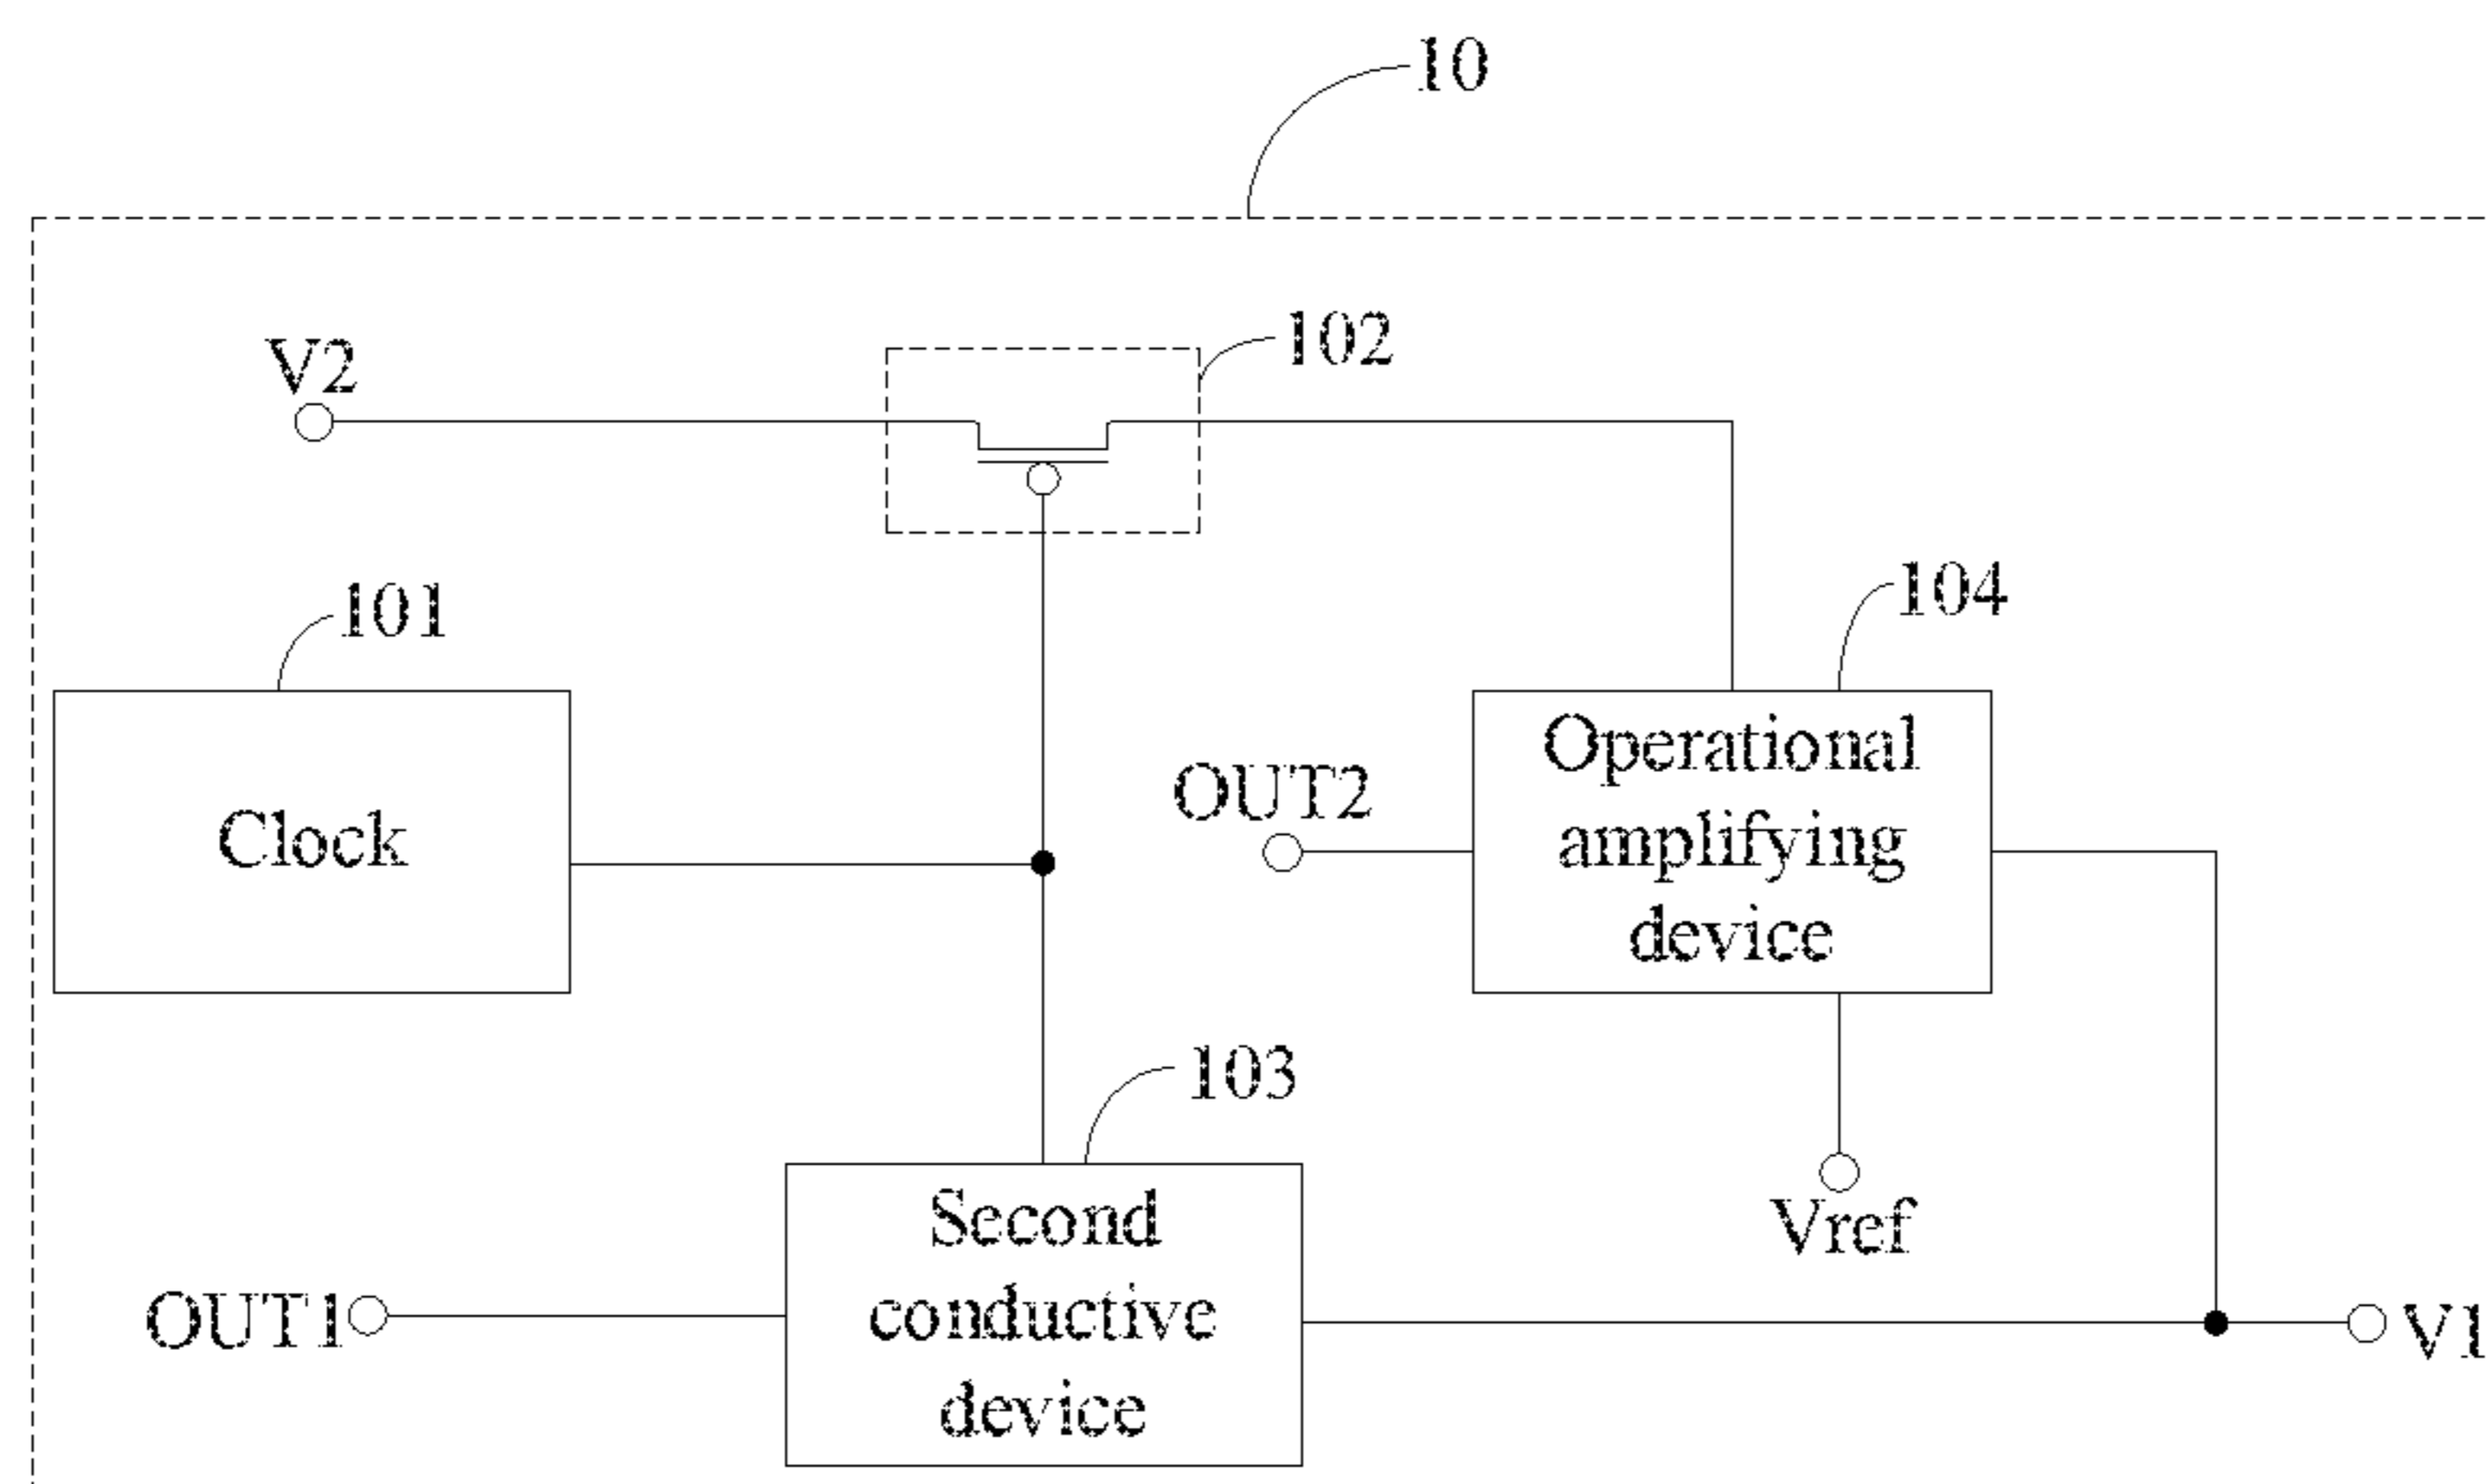 10
V2
102
101
104
Clock
OUT2
Operational
amplifying
device
103
Second
conductive
device
Vref
OUT1
V1